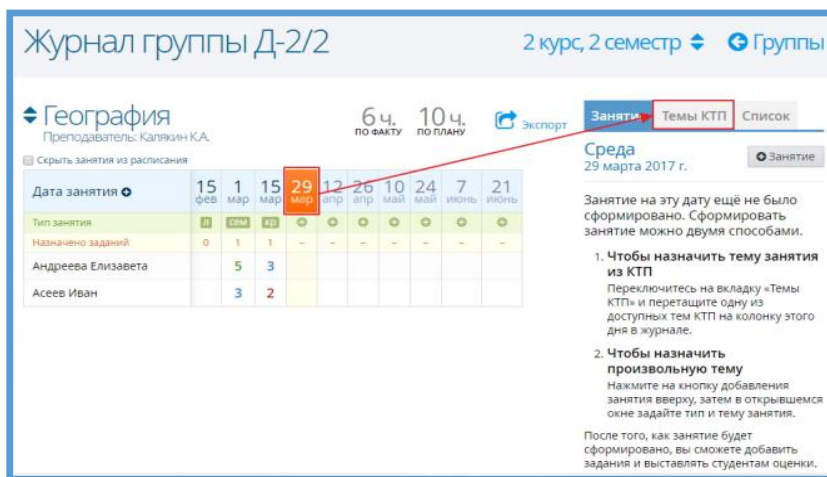 Журнал группы Д-2/2
2 курс, 2 семестр
Группы
География
Преподаватель: Калякин К.А.
6 ч.
ПО ФАКТУ
10 ч.
ПО ПЛАНУ
Экспорт
Скрыть занятия из расписания
Дата занятия 15 фев 1 мар 15 мар 29 мар 12 апр 26 апр 10 май 24 май 7 июнь 21 июнь
Тип занятия Л СЕМ КР
Назначено заданий 0 1 1 – – – – – – –
Андреева Елизавета 5 3
Асеев Иван 3 2
Заняти Темы КТП Список
Среда
29 марта 2017 г.
Занятие
Занятие на эту дату ещё не было
сформировано. Сформировать
занятие можно двумя способами.
1. Чтобы назначить тему занятия
из КТП
Переключитесь на вкладку «Темы
КТП» и перетащите одну из
доступных тем КТП на колонку этого
дня в журнале.
2. Чтобы назначить
произвольную тему
Нажмите на кнопку добавления
занятия вверху, затем в открывшемся
окне задайте тип и тему занятия.
После того, как занятие будет
сформировано, вы сможете добавить
задания и выставлять студентам оценки.